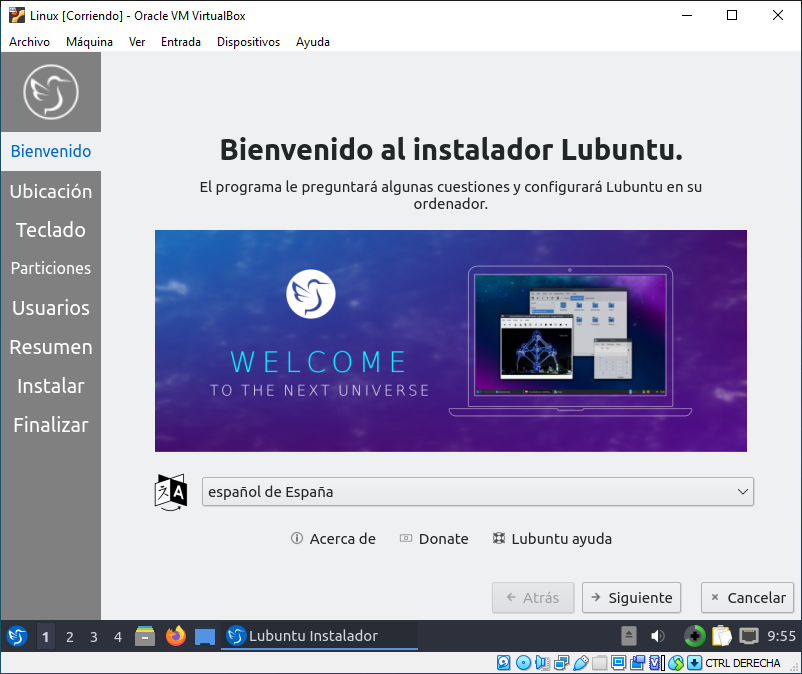 Linux [Corriendo] - Oracle VM VirtualBox
Archivo Máquina Ver Entrada Dispositivos Ayuda
Bienvenido
Ubicación
Teclado
Particiones
Usuarios
Resumen
Instalar
Finalizar
Bienvenido al instalador Lubuntu.
El programa le preguntará algunas cuestiones y configurará Lubuntu en su
ordenador.
WELCOME
TO THE NEXT UNIVERSE
español de España
Acerca de Donate Lubuntu ayuda
Atrás Siguiente Cancelar
1 2 3 4 Lubuntu Instalador 9:55
CTRL DERECHA